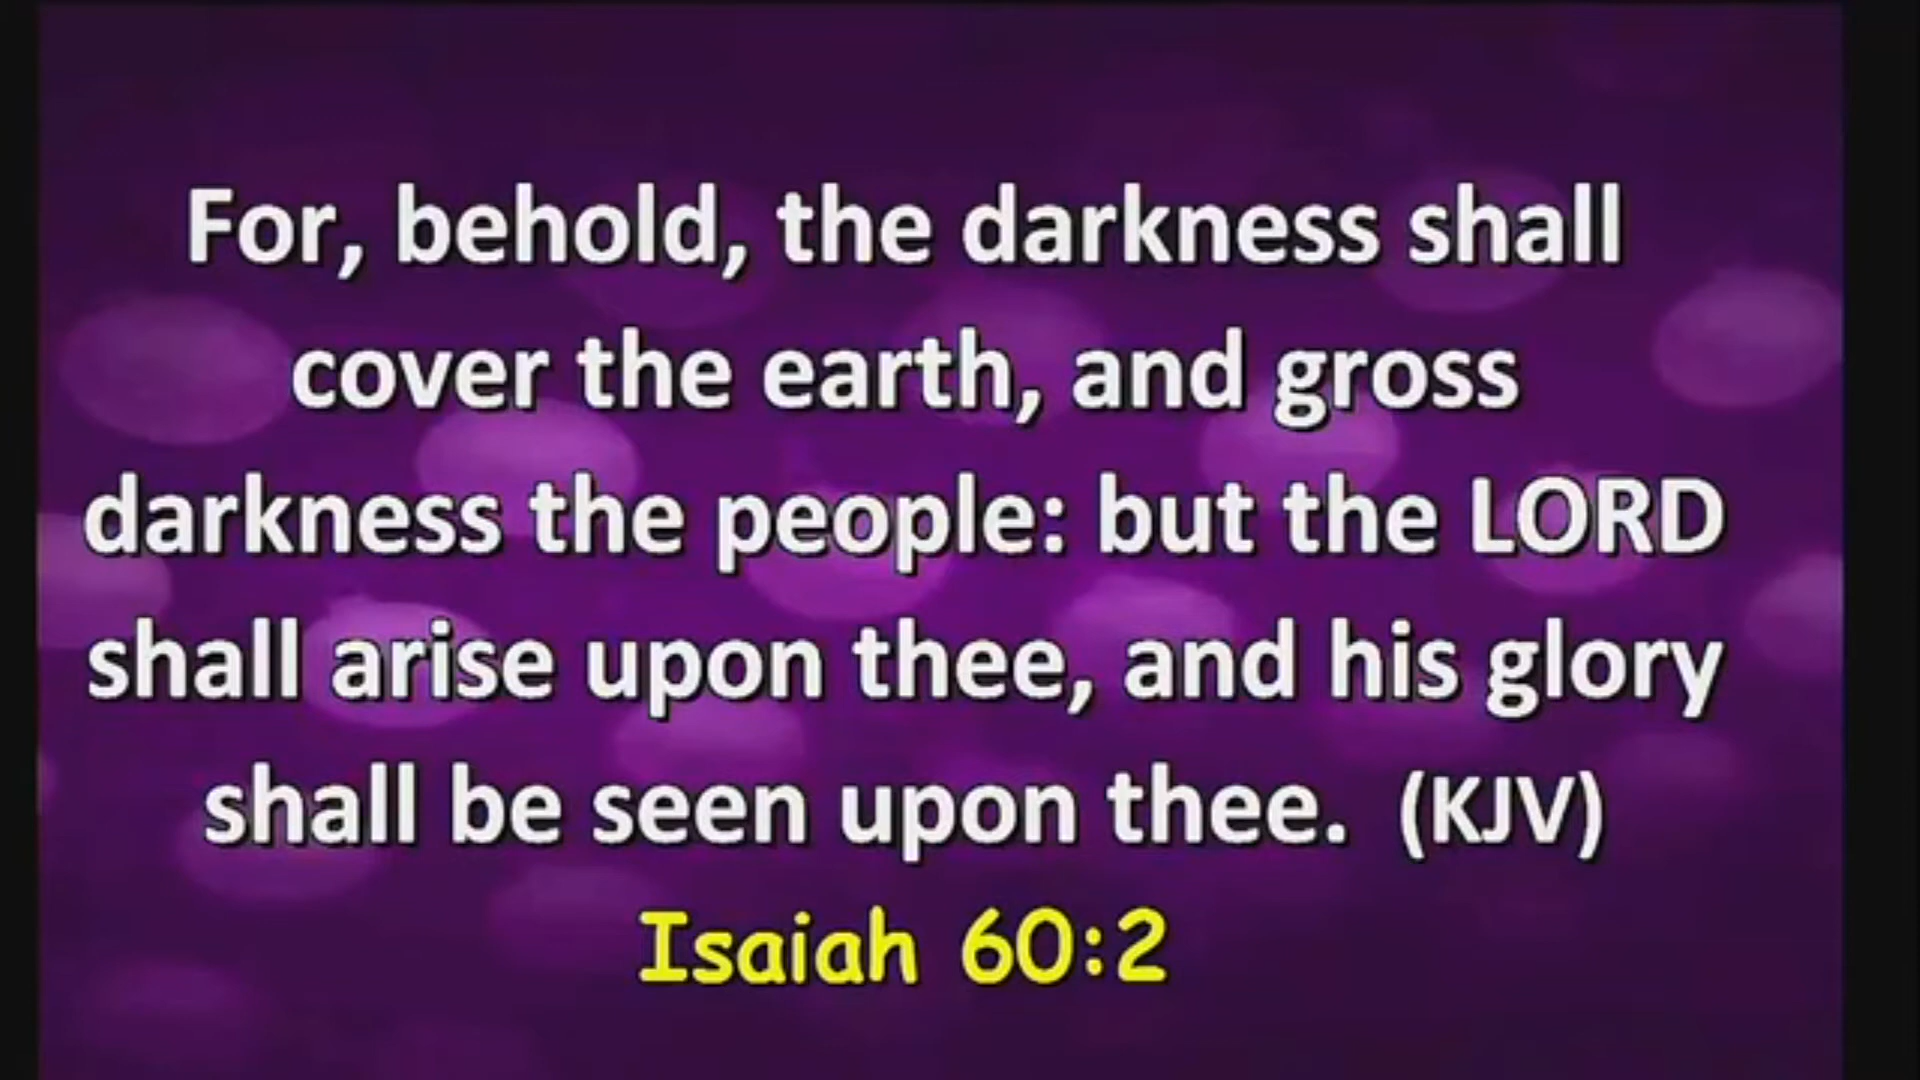 For, behold, the darkness shall
cover the earth, and gross
darkness the people: but the LORD
shall arise upon thee, and his glory
shall be seen upon thee.  (KJV)
Isaiah 60:2